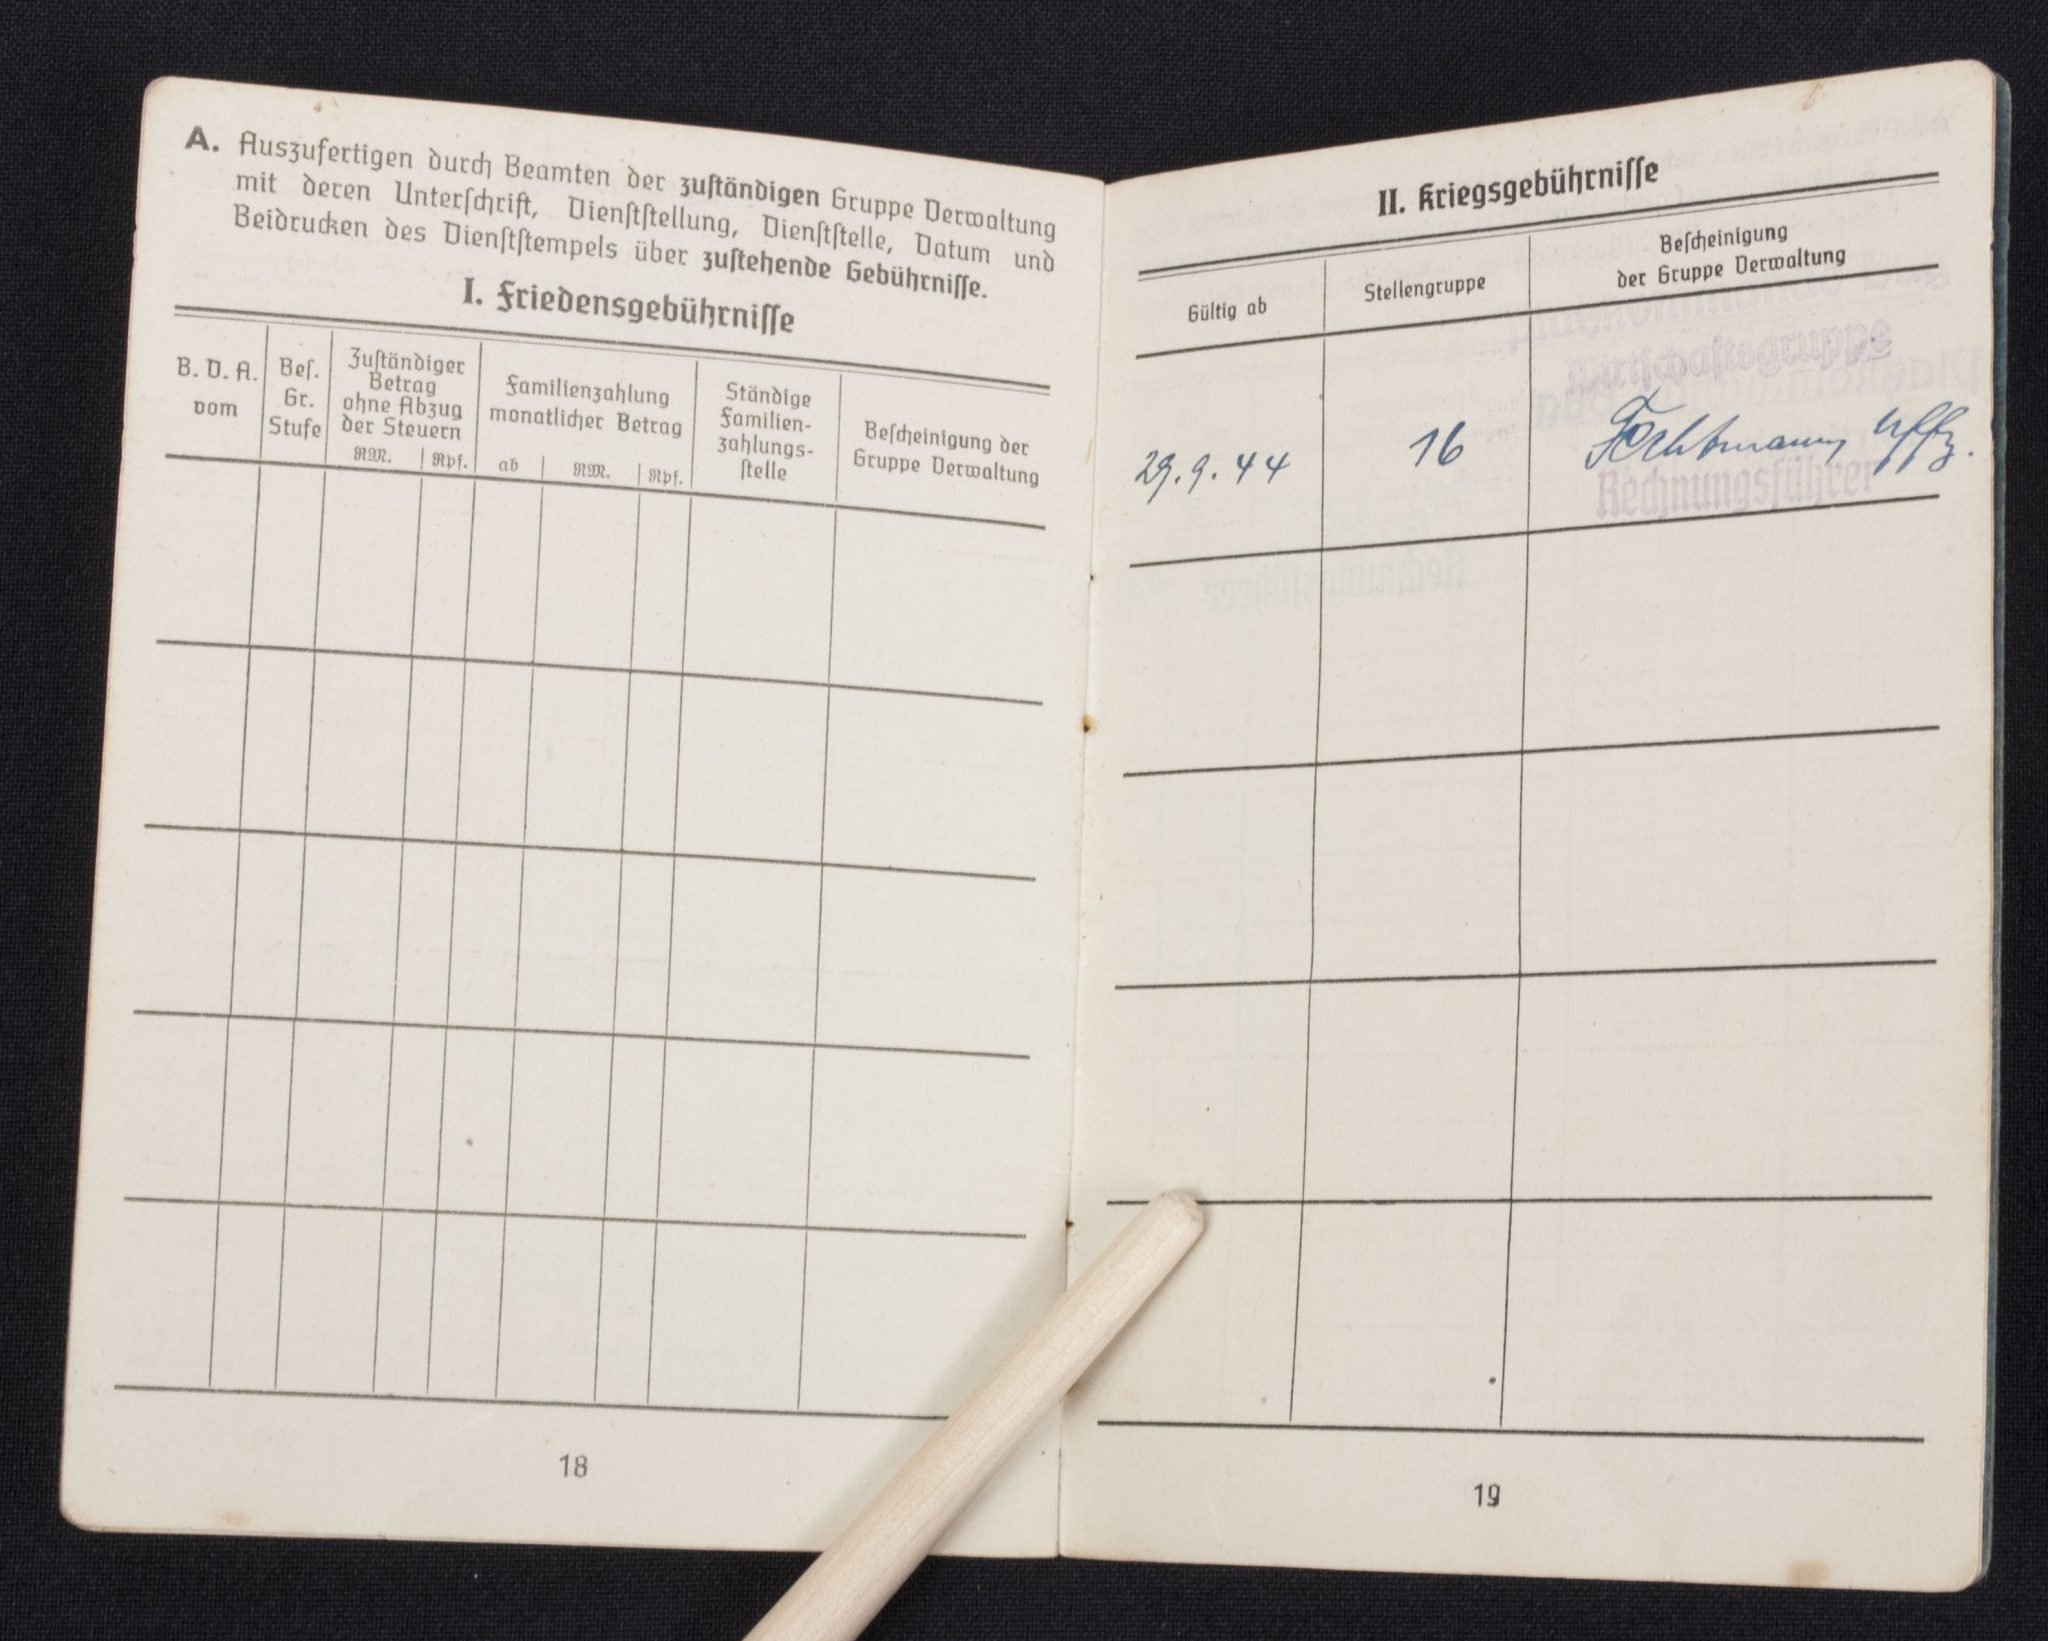 A. Auszufertigen durch Beamten der zuständigen Gruppe Verwaltung
mit deren Unterschrift, Dienststellung, Dienststelle, Datum und
Beidrucken des Dienststempels über zustehende Gebührnisse.
I. Friedensgebührnisse
B. D. A.
vom
Bes.
Gr.
Stufe
Zuständiger
Betrag
ohne Abzug
der Steuern
RM. Rpf.
Familienzahlung
monatlicher Betrag
ab RM. Rpf.
Ständige
Familien-
zahlungs-
stelle
Bescheinigung der
Gruppe Verwaltung
18
II. Kriegsgebührnisse
Gültig ab
Stellengruppe
Bescheinigung
der Gruppe Verwaltung
Wirtschaftsgruppe
29. 9. 44
16
Uffz.
Rechnungsführer
19